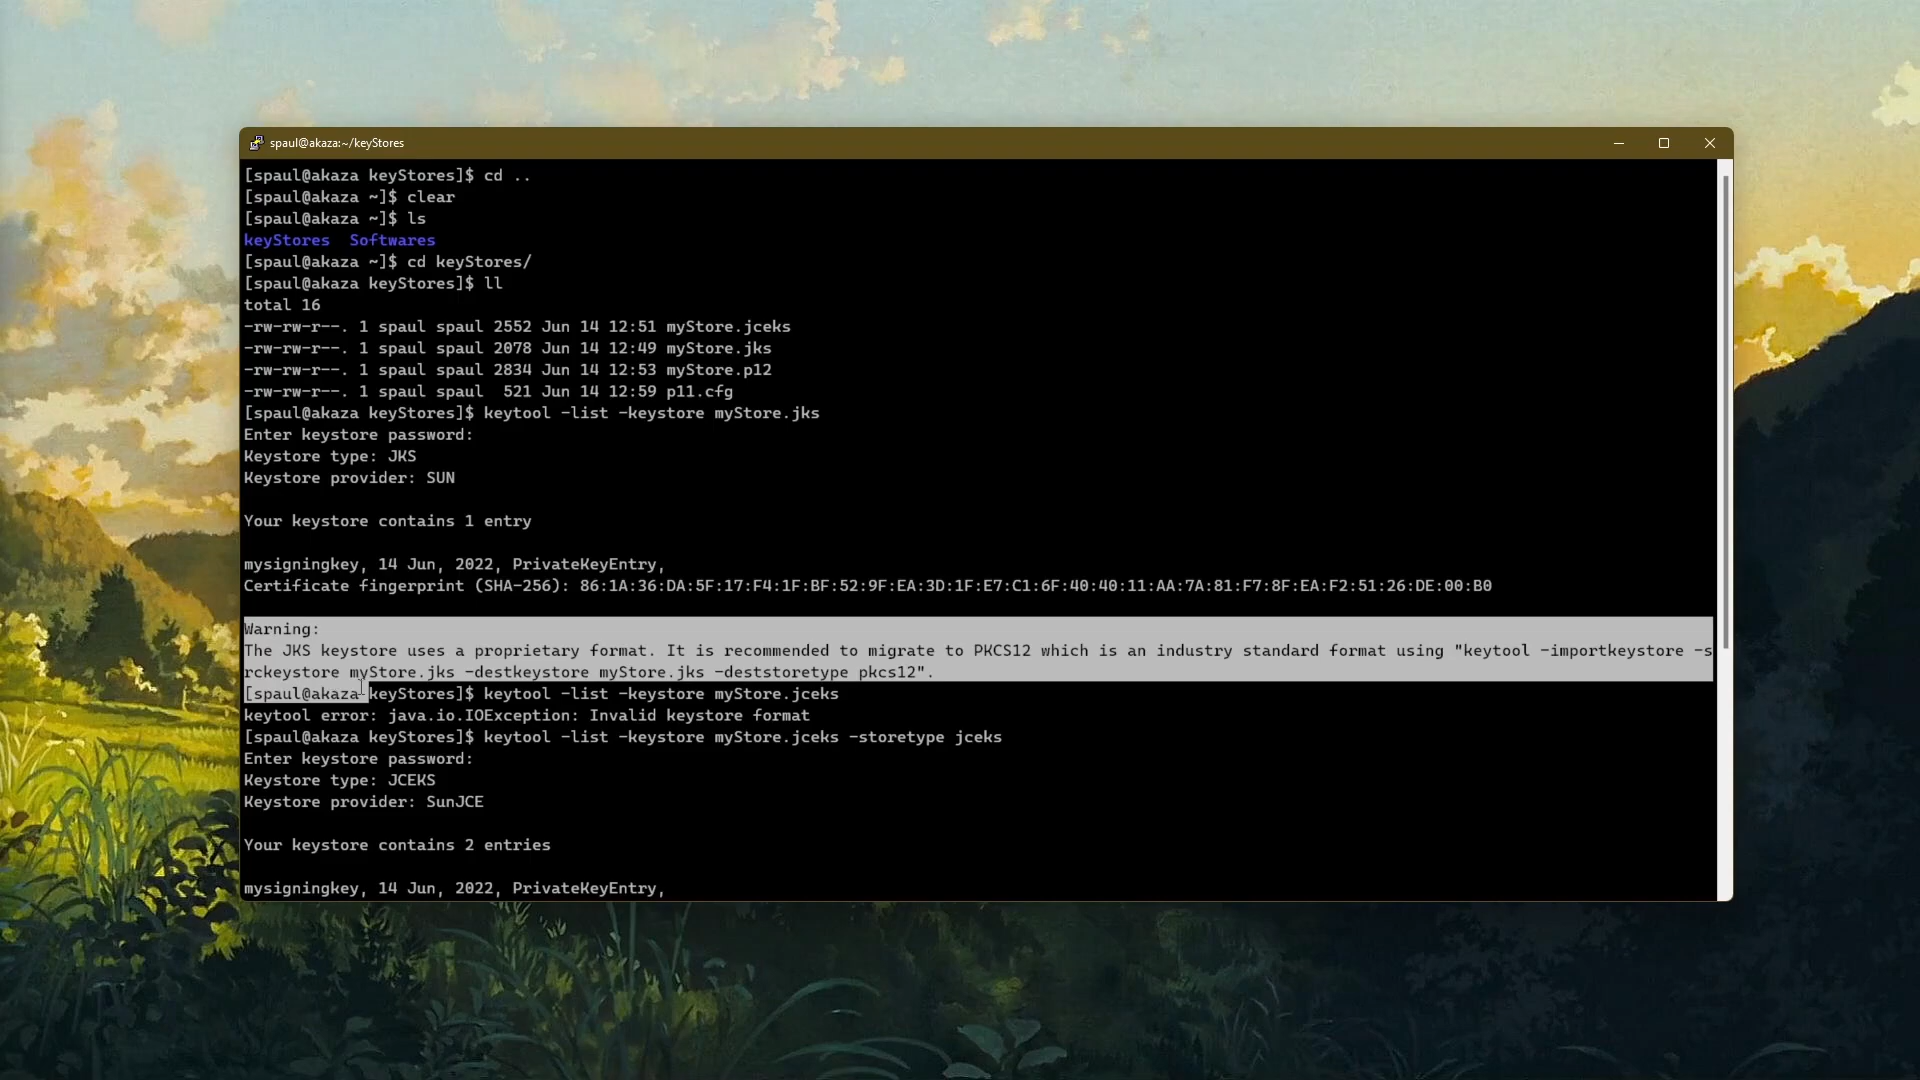 spaul@akaza:~/keyStores
[spaul@akaza keyStores]$ cd ..
[spaul@akaza ~]$ clear
[spaul@akaza ~]$ ls
keyStores  Softwares
[spaul@akaza ~]$ cd keyStores/
[spaul@akaza keyStores]$ ll
total 16
-rw-rw-r--. 1 spaul spaul 2552 Jun 14 12:51 myStore.jceks
-rw-rw-r--. 1 spaul spaul 2078 Jun 14 12:49 myStore.jks
-rw-rw-r--. 1 spaul spaul 2834 Jun 14 12:53 myStore.p12
-rw-rw-r--. 1 spaul spaul  521 Jun 14 12:59 p11.cfg
[spaul@akaza keyStores]$ keytool -list -keystore myStore.jks
Enter keystore password:
Keystore type: JKS
Keystore provider: SUN
Your keystore contains 1 entry
mysigningkey, 14 Jun, 2022, PrivateKeyEntry,
Certificate fingerprint (SHA-256): 86:1A:36:DA:5F:17:F4:1F:BF:52:9F:EA:3D:1F:E7:C1:6F:40:40:11:AA:7A:81:F7:8F:EA:F2:51:26:DE:00:B0
Warning:
The JKS keystore uses a proprietary format. It is recommended to migrate to PKCS12 which is an industry standard format using "keytool -importkeystore -s
rckeystore myStore.jks -destkeystore myStore.jks -deststoretype pkcs12".
[spaul@akaza keyStores]$ keytool -list -keystore myStore.jceks
keytool error: java.io.IOException: Invalid keystore format
[spaul@akaza keyStores]$ keytool -list -keystore myStore.jceks -storetype jceks
Enter keystore password:
Keystore type: JCEKS
Keystore provider: SunJCE
Your keystore contains 2 entries
mysigningkey, 14 Jun, 2022, PrivateKeyEntry,